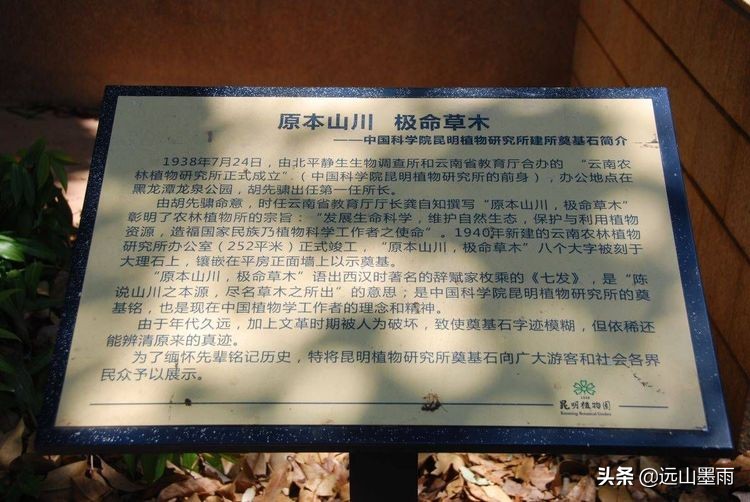 原本山川 极命草木
——中国科学院昆明植物研究所建所奠基石简介
1938年7月24日，由北平静生生物调查所和云南省教育厅合办的 “云南农
林植物研究所正式成立”（中国科学院昆明植物研究所的前身），办公地点在
黑龙潭龙泉公园，胡先骕出任第一任所长。
由胡先骕命意，时任云南省教育厅厅长龚自知撰写“原本山川，极命草木”
彰明了农林植物所的宗旨：“发展生命科学，维护自然生态，保护与利用植物
资源，造福国家民族乃植物科学工作者之使命”。1940年新建的云南农林植物
研究所办公室（252平米）正式竣工，“原本山川，极命草木”八个大字被刻于
大理石上，镶嵌在平房正面墙上以示奠基。
“原本山川，极命草木”语出西汉时著名的辞赋家枚乘的《七发》，是“陈
说山川之本源，尽名草木之所出”的意思；是中国科学院昆明植物研究所的奠
基铭，也是现在中国植物学工作者的理念和精神。
由于年代久远，加上文革时期被人为破坏，致使奠基石字迹模糊，但依稀还
能辨清原来的真迹。
为了缅怀先辈铭记历史，特将昆明植物研究所奠基石向广大游客和社会各界
民众予以展示。
1938
昆明植物园
Kunming Botanical Garden
头条 @远山墨雨